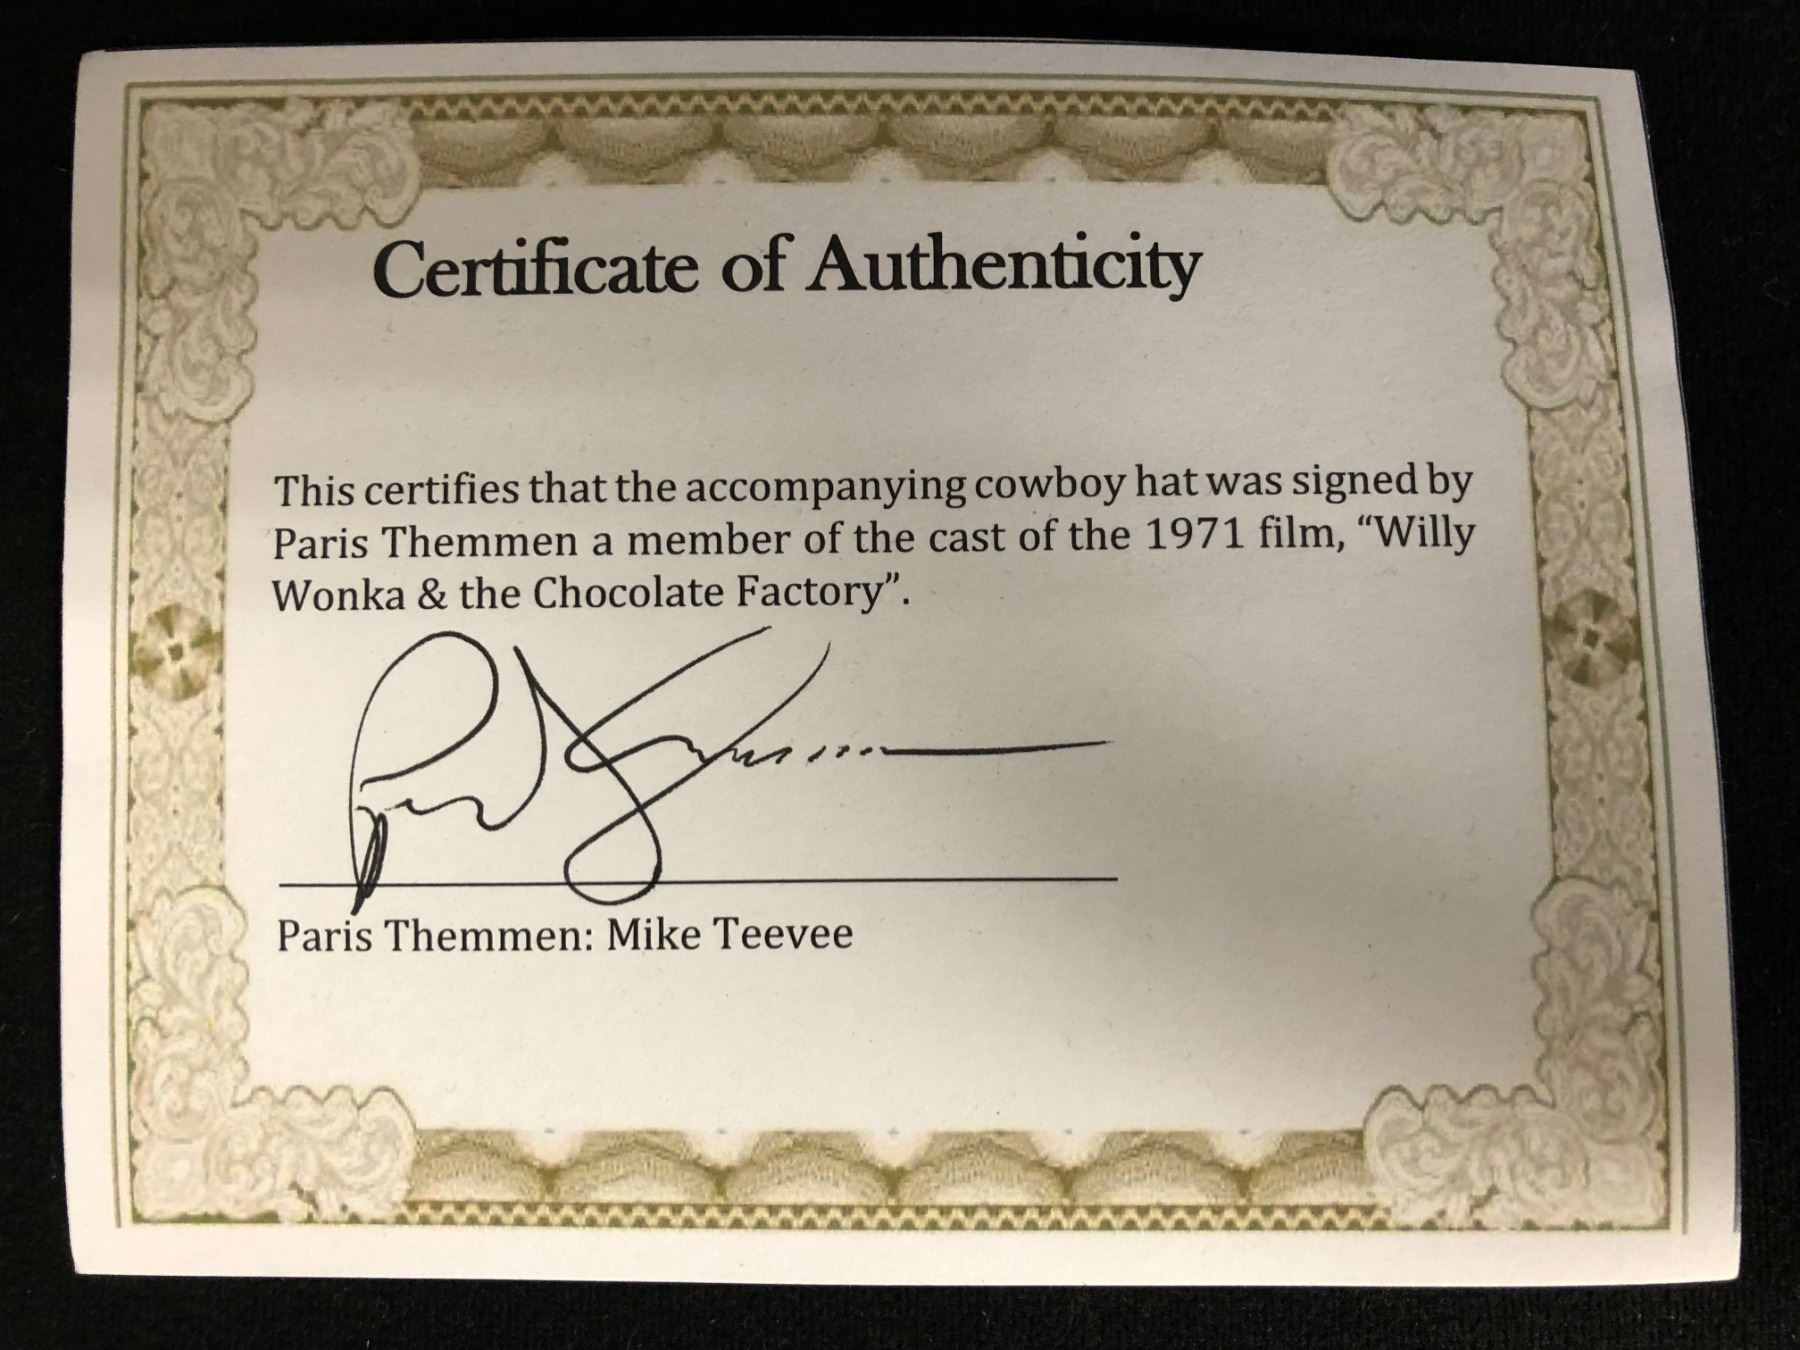 Certificate of Authenticity
This certifies that the accompanying cowboy hat was signed by
Paris Themmen a member of the cast of the 1971 film, “Willy
Wonka & the Chocolate Factory”.
Paris Themmen: Mike Teevee